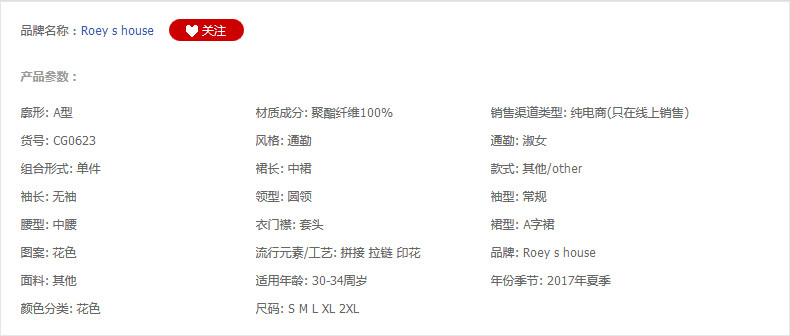 品牌名称：Roey s house 关注
产品参数：
廓形: A型 材质成分: 聚酯纤维100% 销售渠道类型: 纯电商(只在线上销售)
货号: CG0623 风格: 通勤 通勤: 淑女
组合形式: 单件 裙长: 中裙 款式: 其他/other
袖长: 无袖 领型: 圆领 袖型: 常规
腰型: 中腰 衣门襟: 套头 裙型: A字裙
图案: 花色 流行元素/工艺: 拼接 拉链 印花 品牌: Roey s house
面料: 其他 适用年龄: 30-34周岁 年份季节: 2017年夏季
颜色分类: 花色 尺码: S M L XL 2XL